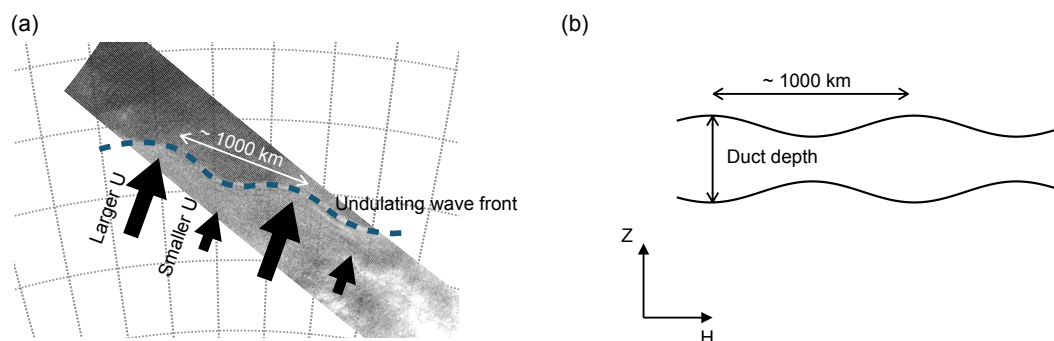 (a)
(b)
~ 1000 km
~ 1000 km
Duct depth
Larger U
Smaller U
Undulating wave front
Z
H